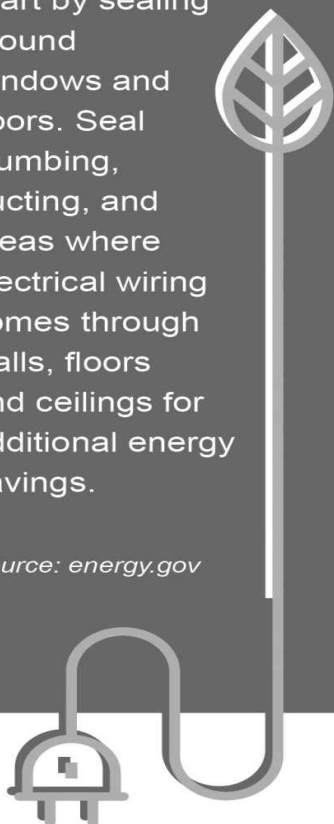 art by sealing
ound
ndows and
oors. Seal
umbing,
ucting, and
eas where
ectrical wiring
omes through
alls, floors
nd ceilings for
dditional energy
avings.
urce: energy.gov